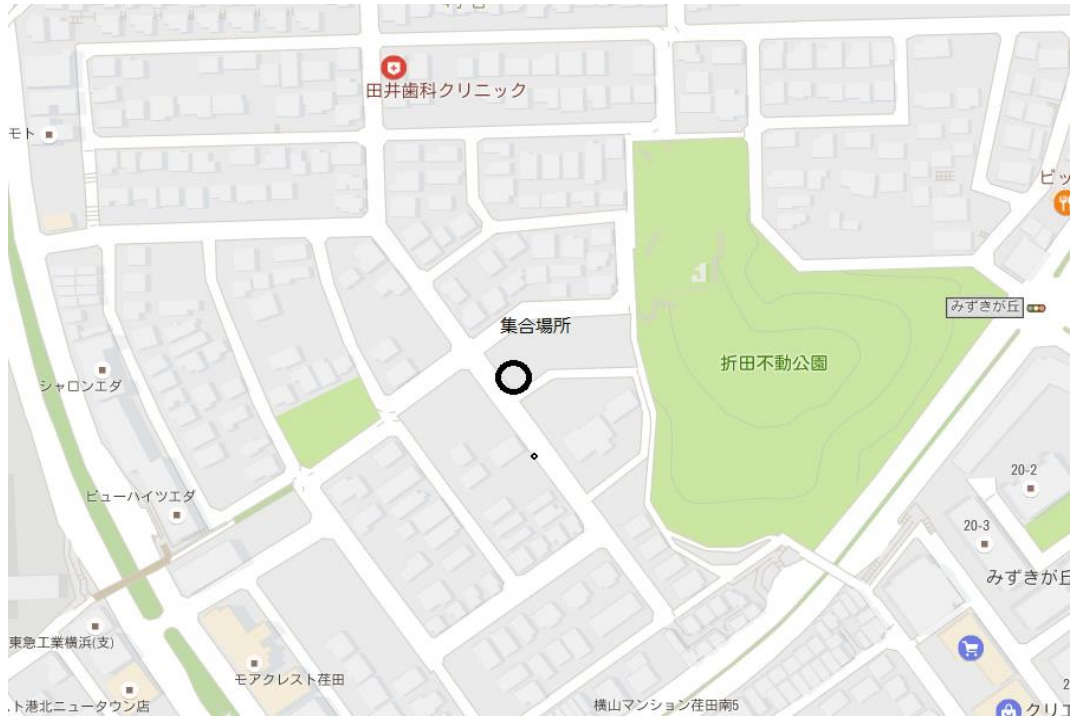 田井歯科クリニック
モト
ビッ
みずきが丘
集合場所
折田不動公園
シャロンエダ
20-2
ビューハイツエダ
20-3
みずきが丘
東急工業横浜(支)
モアクレスト荏田
ト港北ニュータウン店
横山マンション荏田南5
2
クリエ